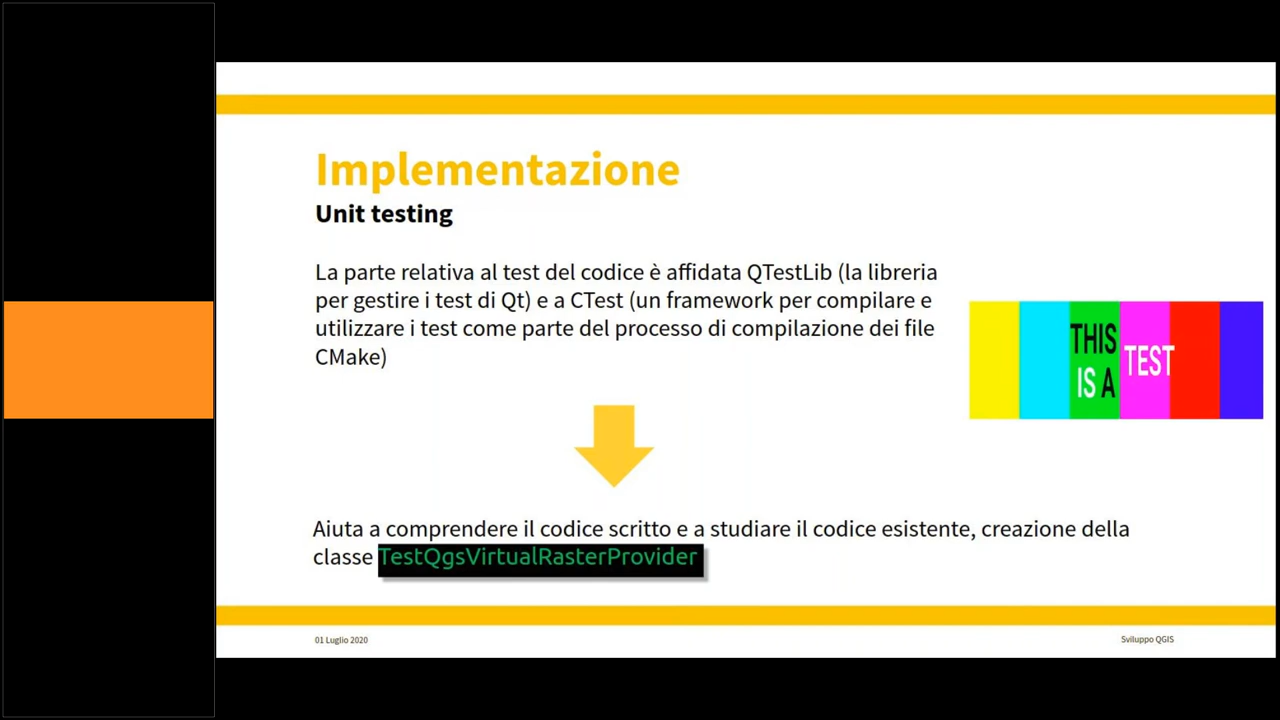 Implementazione
Unit testing
La parte relativa al test del codice è affidata QTestLib (la libreria
per gestire i test di Qt) e a CTest (un framework per compilare e
utilizzare i test come parte del processo di compilazione dei file
CMake)
THIS
IS A
TEST
Aiuta a comprendere il codice scritto e a studiare il codice esistente, creazione della
classe TestQgsVirtualRasterProvider
01 Luglio 2020
Sviluppo QGIS